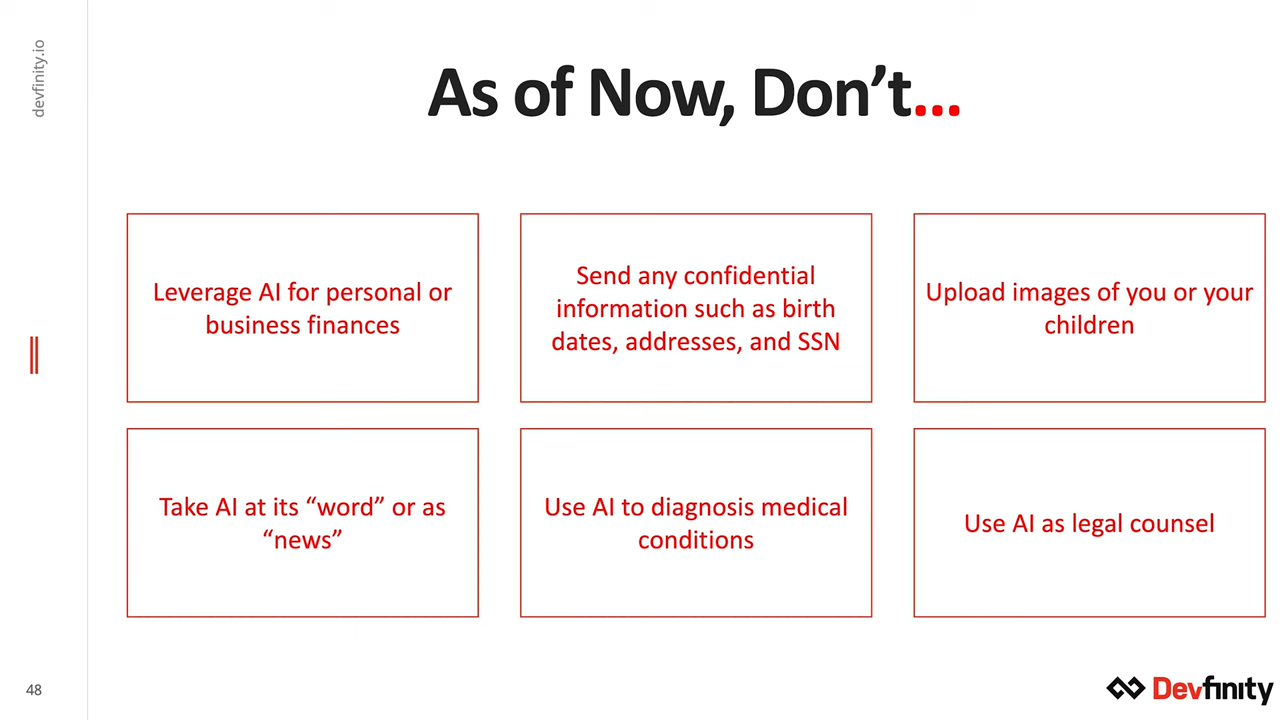 devfinity.io
As of Now, Don’t...
Leverage AI for personal or
business finances
Send any confidential
information such as birth
dates, addresses, and SSN
Upload images of you or your
children
Take AI at its “word” or as
“news”
Use AI to diagnosis medical
conditions
Use AI as legal counsel
48
Devfinity